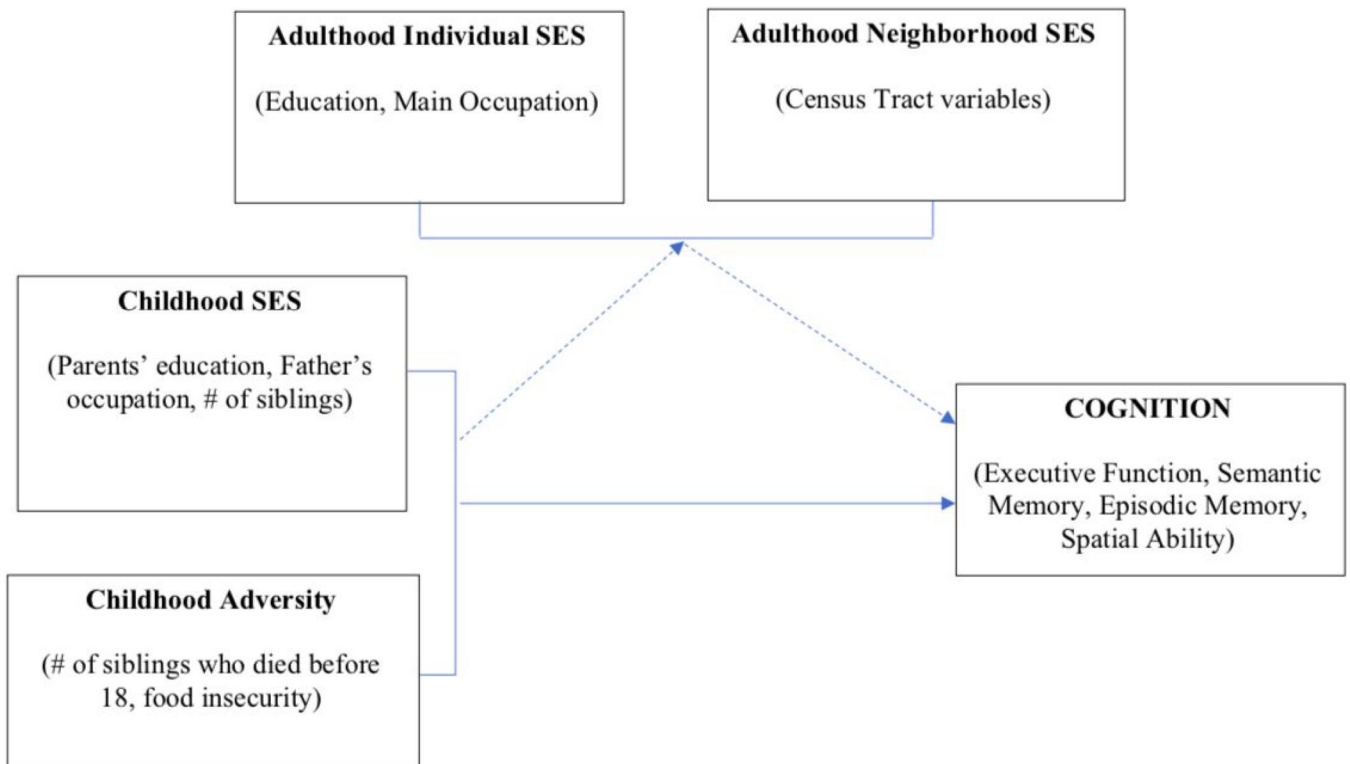 Adulthood Individual SES
(Education, Main Occupation)
Adulthood Neighborhood SES
(Census Tract variables)
Childhood SES
(Parents’ education, Father’s
occupation, # of siblings)
COGNITION
(Executive Function, Semantic
Memory, Episodic Memory,
Spatial Ability)
Childhood Adversity
(# of siblings who died before
18, food insecurity)